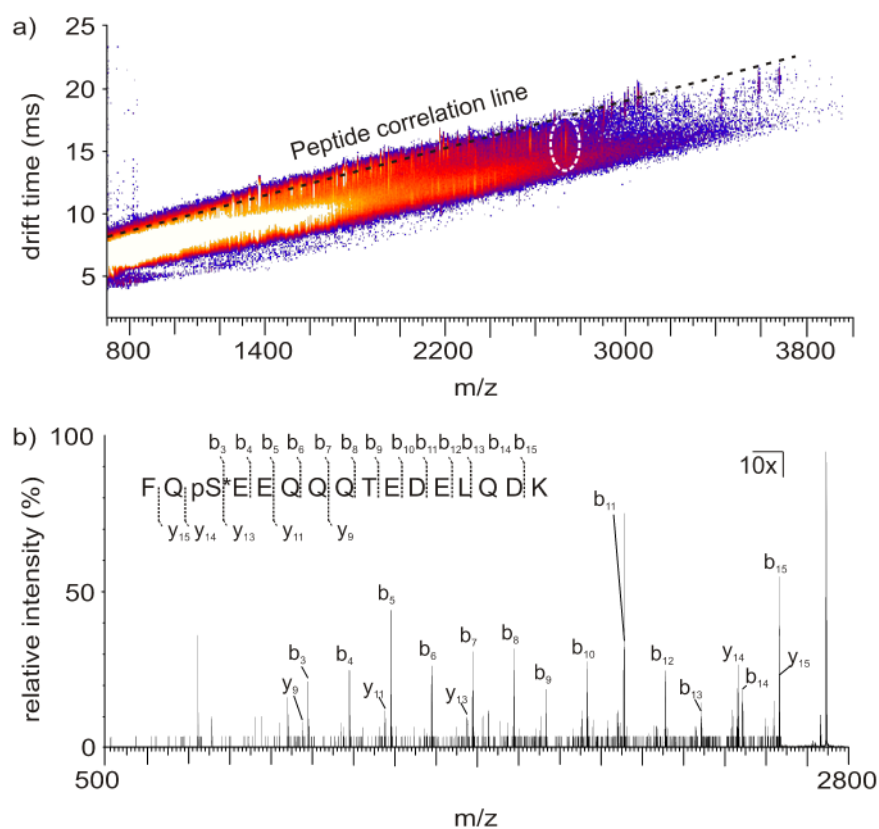 a)
25
20
15
10
5
drift time (ms)
Peptide correlation line
800 1400 2200 3000 3800
m/z
b)
100
50
0
relative intensity (%)
10x
b₃ b₄ b₅ b₆ b₇ b₈ b₉ b₁₀ b₁₁ b₁₂ b₁₃ b₁₄ b₁₅
F Q pS* E E Q Q Q T E D E L Q D K
y₁₅ y₁₄ y₁₃ y₁₁ y₉
y₉ b₃ b₄ y₁₁ b₅ b₆ y₁₃ b₇ b₈ b₉ b₁₀ b₁₁ b₁₂ b₁₃ y₁₄ b₁₄ b₁₅ y₁₅
500 2800
m/z